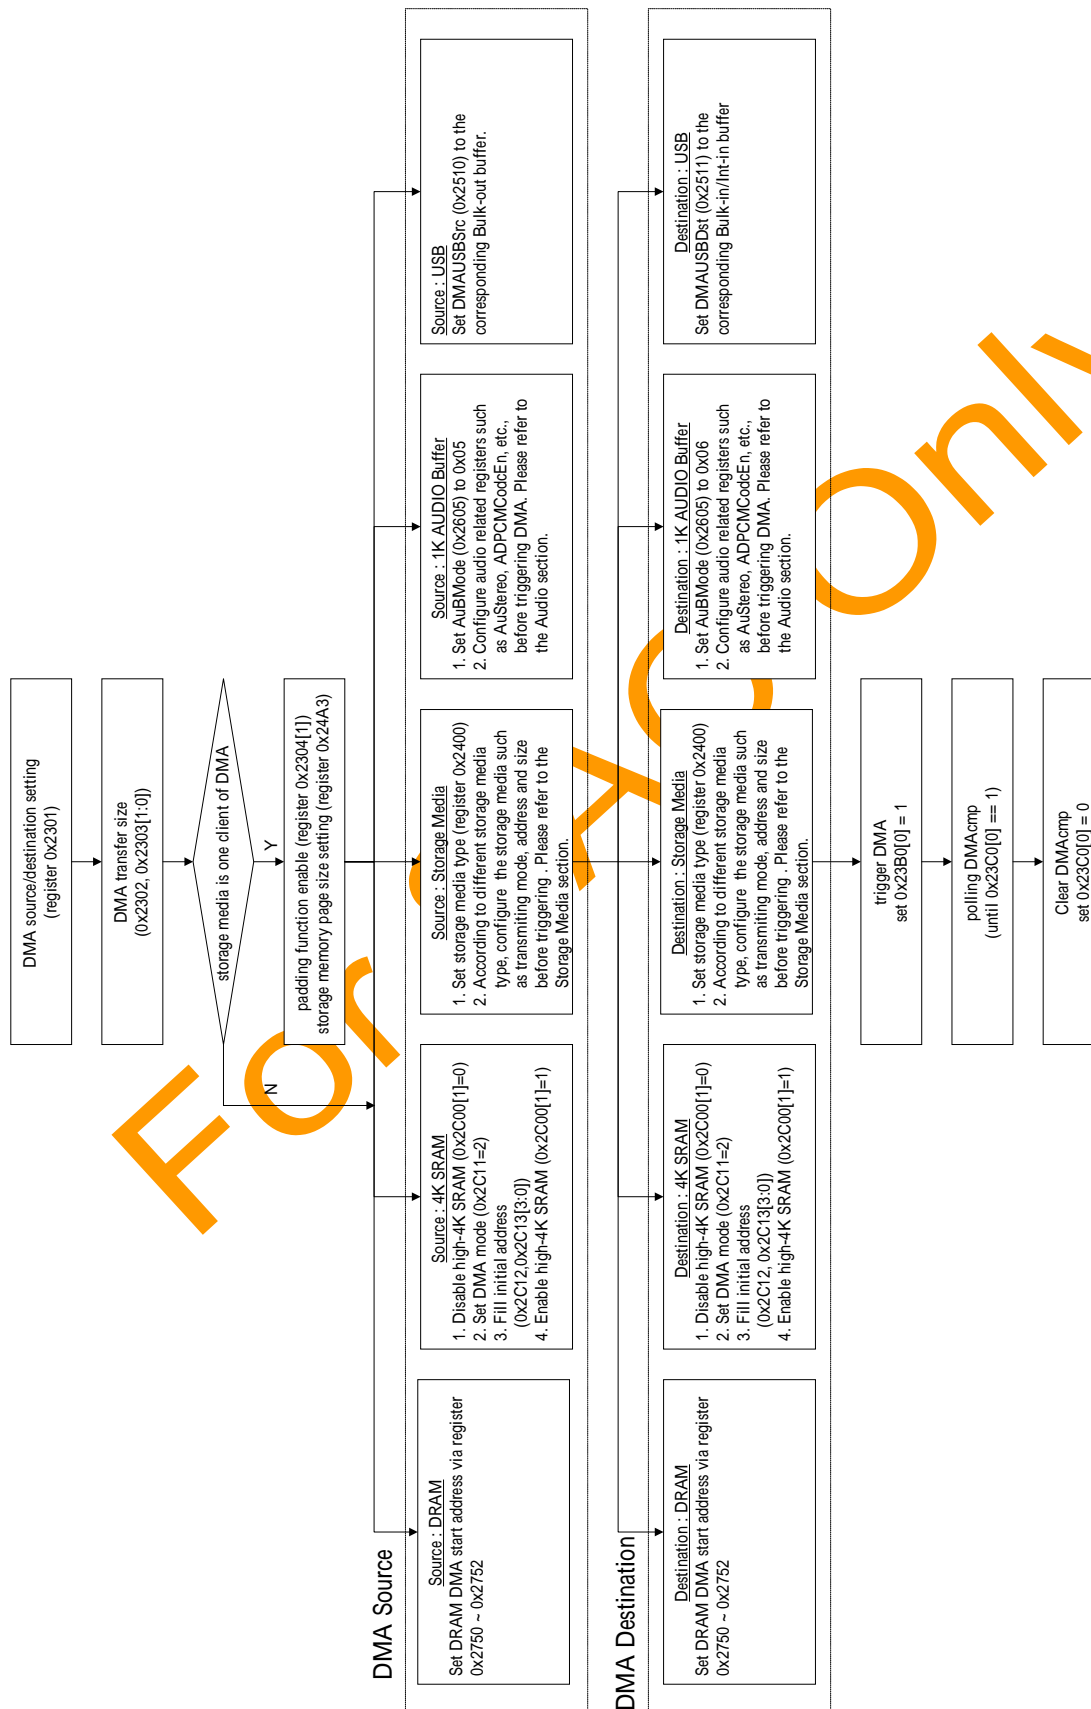 DMA source/destination setting
(register 0x2301)
DMA transfer size
(0x2302, 0x2303[1:0])
storage media is one client of DMA
Y
N
padding function enable (register 0x2304[1])
storage memory page size setting (register 0x24A3)
DMA Source
Source : DRAM
Set DRAM DMA start address via register
0x2750 ~ 0x2752
Source : 4K SRAM
1. Disable high-4K SRAM (0x2C00[1]=0)
2. Set DMA mode (0x2C11=2)
3. Fill initial address
(0x2C12,0x2C13[3:0])
4. Enable high-4K SRAM (0x2C00[1]=1)
Source : Storage Media
1. Set storage media type (register 0x2400)
2. According to different storage media
type, configure the storage media such
as transmiting mode, address and size
before triggering . Please refer to the
Storage Media section.
Source : 1K AUDIO Buffer
1. Set AuBMode (0x2605) to 0x05
2. Configure audio related registers such
as AuStereo, ADPCMCodcEn, etc.,
before triggering DMA. Please refer to
the Audio section.
Source : USB
Set DMAUSBSrc (0x2510) to the
corresponding Bulk-out buffer.
DMA Destination
Destination : DRAM
Set DRAM DMA start address via register
0x2750 ~ 0x2752
Destination : 4K SRAM
1. Disable high-4K SRAM (0x2C00[1]=0)
2. Set DMA mode (0x2C11=2)
3. Fill initial address
(0x2C12, 0x2C13[3:0])
4. Enable high-4K SRAM (0x2C00[1]=1)
Destination : Storage Media
1. Set storage media type (register 0x2400)
2. According to different storage media
type, configure the storage media such
as transmiting mode, address and size
before triggering . Please refer to the
Storage Media section.
Destination : 1K AUDIO Buffer
1. Set AuBMode (0x2605) to 0x06
2. Configure audio related registers such
as AuStereo, ADPCMCodcEn, etc.,
before triggering DMA. Please refer to
the Audio section.
Destination : USB
Set DMAUSBDst (0x2511) to the
corresponding Bulk-in/Int-in buffer
trigger DMA
set 0x23B0[0] = 1
polling DMAcmp
(until 0x23C0[0] == 1)
Clear DMAcmp
set 0x23C0[0] = 0
For
Only